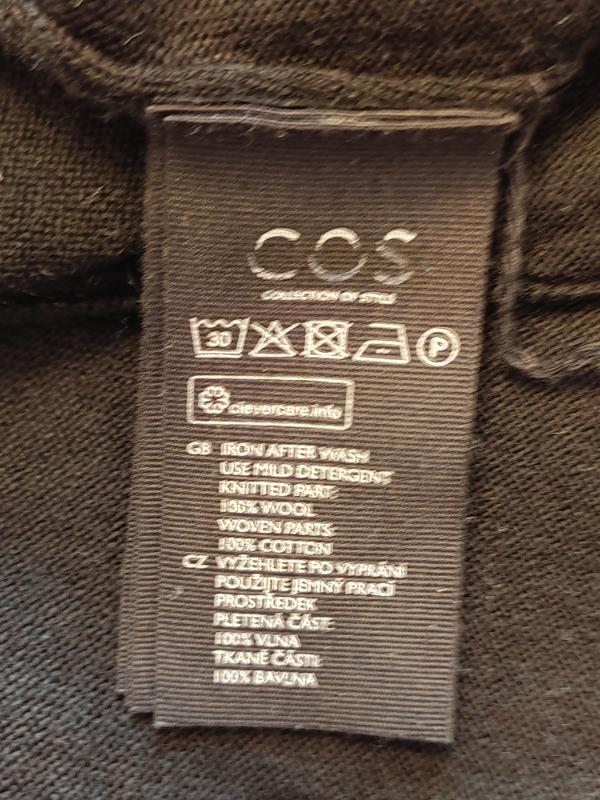 COS
COLLECTION OF STYLE
30 P
clevercare.info
GB IRON AFTER WASH
USE MILD DETERGENT
KNITTED PART:
100% WOOL
WOVEN PARTS:
100% COTTON
CZ VYŽEHLETE PO VYPRÁNÍ
POUŽIJTE JEMNÝ PRACÍ
PROSTŘEDEK
PLETENÁ ČÁST:
100% VLNA
TKANÉ ČÁSTI:
100% BAVLNA